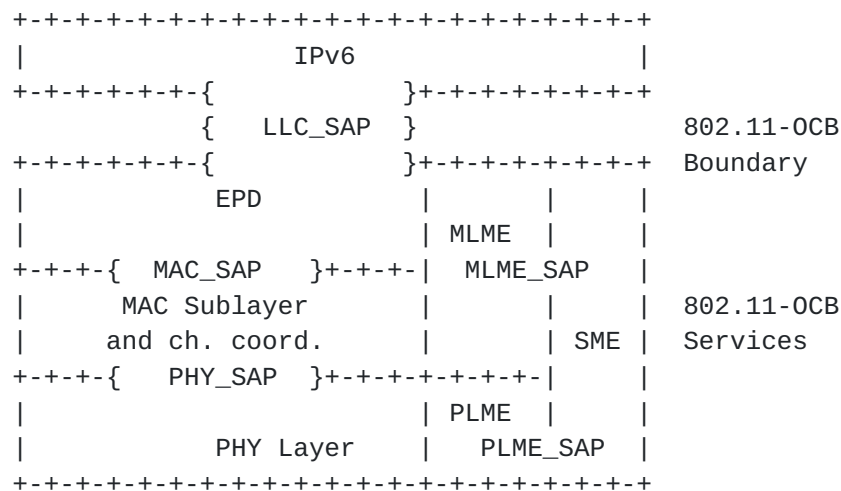 +-+-+-+-+-+-+-+-+-+-+-+-+-+-+-+-+-+-+-+-+
|                 IPv6                  |
+-+-+-+-+-+-{            }+-+-+-+-+-+-+-+
            {   LLC_SAP  }                 802.11-OCB
+-+-+-+-+-+-{            }+-+-+-+-+-+-+-+  Boundary
|            EPD          |       |     |
|                         | MLME  |     |
+-+-+-{  MAC_SAP   }+-+-+-|  MLME_SAP   |
|      MAC Sublayer       |       |     |  802.11-OCB
|     and ch. coord.      |       | SME |  Services
+-+-+-{   PHY_SAP  }+-+-+-+-+-+-+-|     |
|                         | PLME  |     |
|            PHY Layer    |   PLME_SAP  |
+-+-+-+-+-+-+-+-+-+-+-+-+-+-+-+-+-+-+-+-+